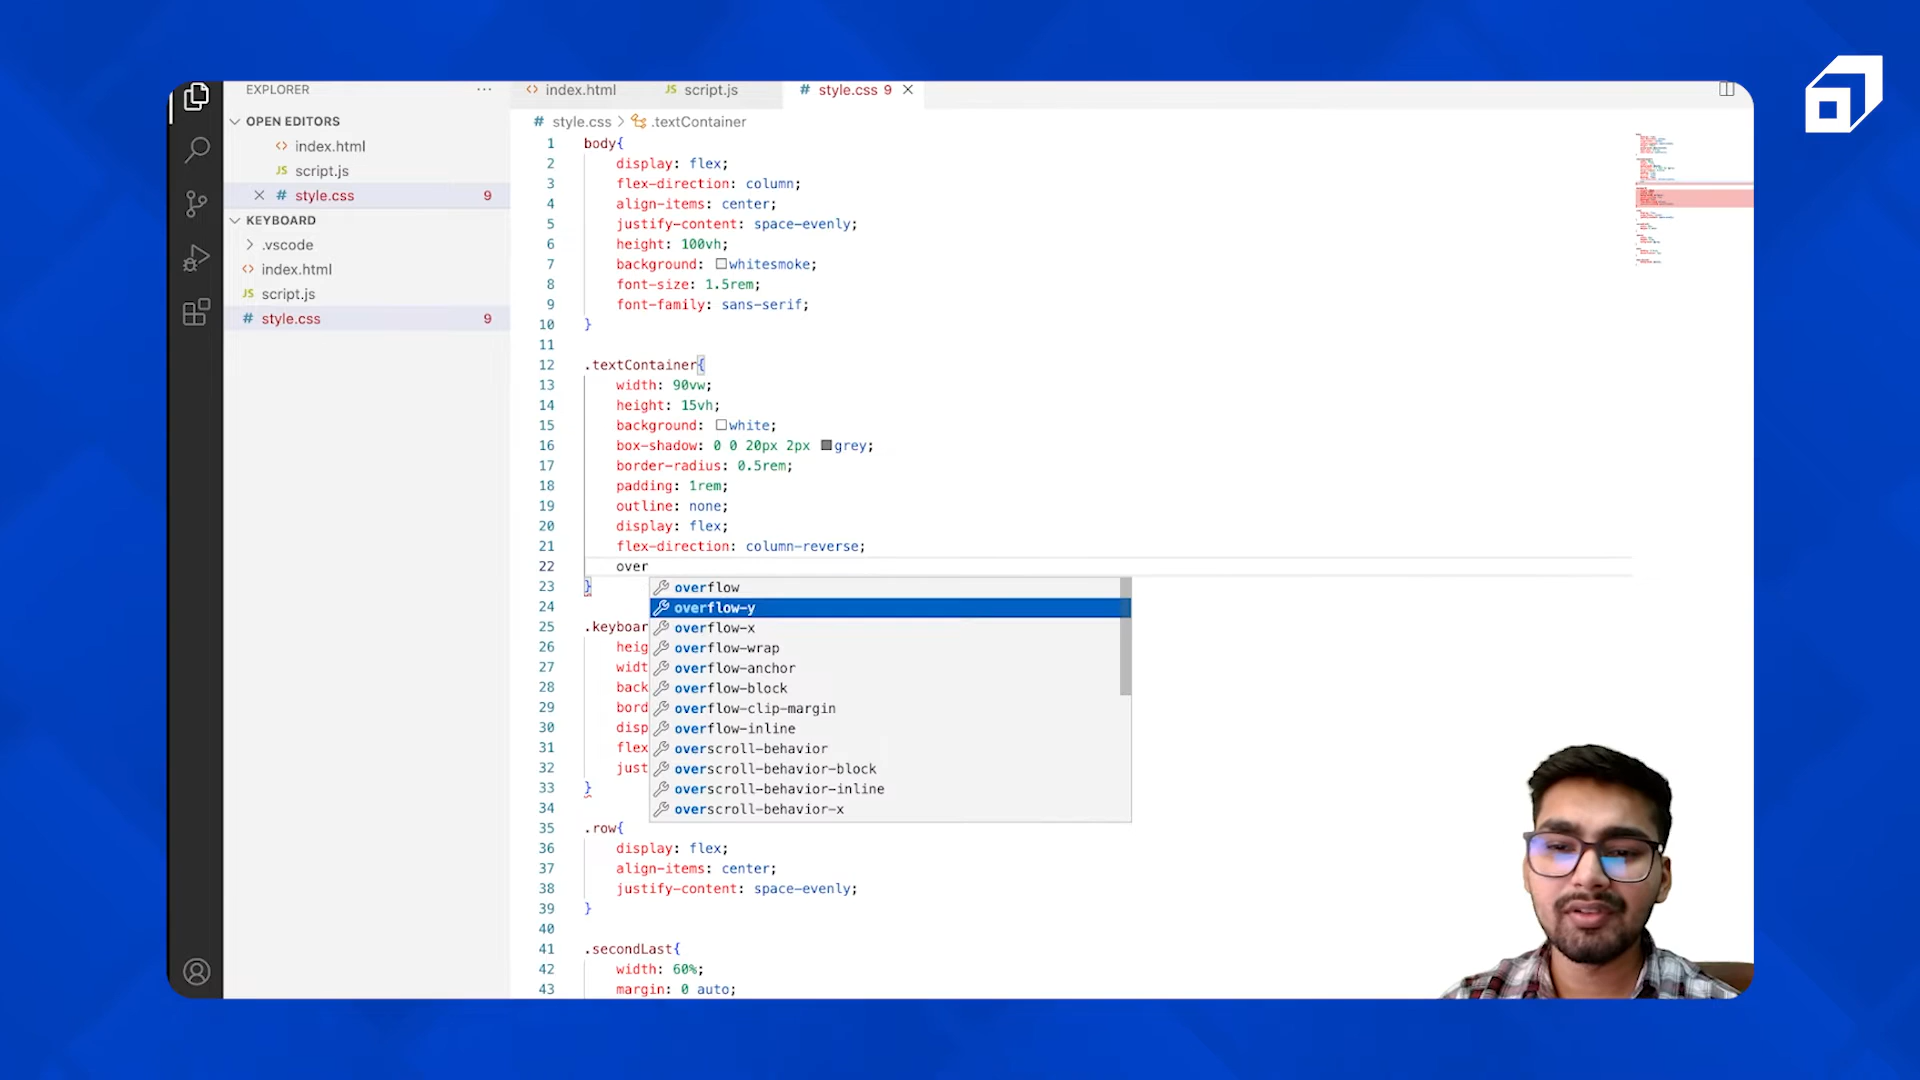 EXPLORER
...
index.html
JS script.js
# style.css 9
OPEN EDITORS
index.html
JS script.js
# style.css 9
KEYBOARD
.vscode
index.html
JS script.js
# style.css 9
# style.css > .textContainer
1 body{
2 display: flex;
3 flex-direction: column;
4 align-items: center;
5 justify-content: space-evenly;
6 height: 100vh;
7 background: whitesmoke;
8 font-size: 1.5rem;
9 font-family: sans-serif;
10 }
11
12 .textContainer{
13 width: 90vw;
14 height: 15vh;
15 background: white;
16 box-shadow: 0 0 20px 2px grey;
17 border-radius: 0.5rem;
18 padding: 1rem;
19 outline: none;
20 display: flex;
21 flex-direction: column-reverse;
22 over
23 }
24
25 .keyboar
26 heig
27 widt
28 back
29 bord
30 disp
31 flex
32 just
33 }
34
35 .row{
36 display: flex;
37 align-items: center;
38 justify-content: space-evenly;
39 }
40
41 .secondLast{
42 width: 60%;
43 margin: 0 auto;
overflow
overflow-y
overflow-x
overflow-wrap
overflow-anchor
overflow-block
overflow-clip-margin
overflow-inline
overscroll-behavior
overscroll-behavior-block
overscroll-behavior-inline
overscroll-behavior-x